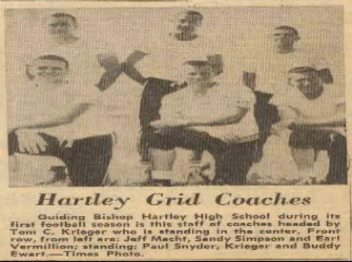 Hartley Grid Coaches
Guiding Bishop Hartley High School during its
first football season is this staff of coaches headed by
Tom C. Krieger who is standing in the center. Front
row, from left are: Jeff Macht, Sandy Simpson and Earl
Vermillion; standing: Paul Snyder, Krieger and Buddy
Ewart.—Times Photo.